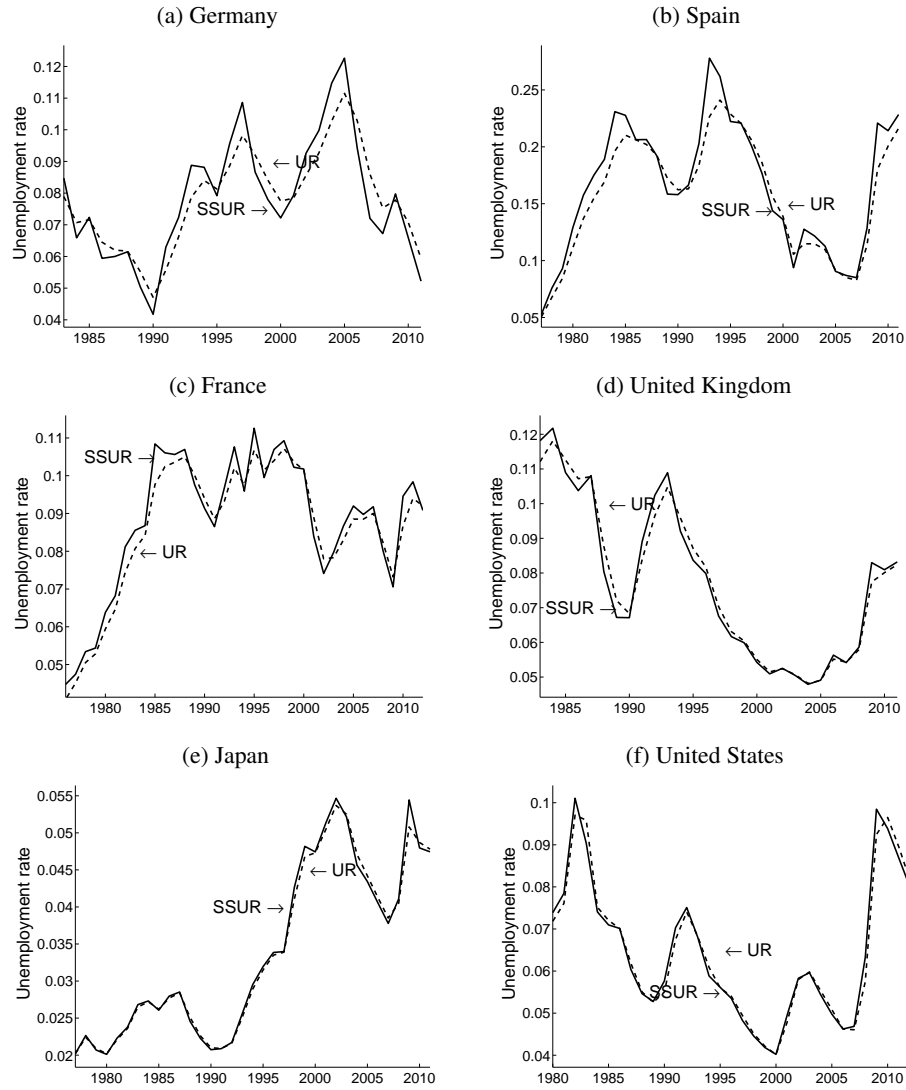 (a) Germany
(b) Spain
Unemployment rate
0.12
0.11
0.1
0.09
0.08
0.07
0.06
0.05
0.04
← UR
SSUR →
1985 1990 1995 2000 2005 2010
Unemployment rate
0.25
0.2
0.15
0.1
0.05
SSUR →
← UR
1980 1985 1990 1995 2000 2005 2010
(c) France
(d) United Kingdom
Unemployment rate
0.11
0.1
0.09
0.08
0.07
0.06
0.05
SSUR →
← UR
1980 1985 1990 1995 2000 2005 2010
Unemployment rate
0.12
0.11
0.1
0.09
0.08
0.07
0.06
0.05
← UR
SSUR →
1985 1990 1995 2000 2005 2010
(e) Japan
(f) United States
Unemployment rate
0.055
0.05
0.045
0.04
0.035
0.03
0.025
0.02
← UR
SSUR →
1980 1985 1990 1995 2000 2005 2010
Unemployment rate
0.1
0.09
0.08
0.07
0.06
0.05
0.04
← UR
SSUR →
1980 1985 1990 1995 2000 2005 2010